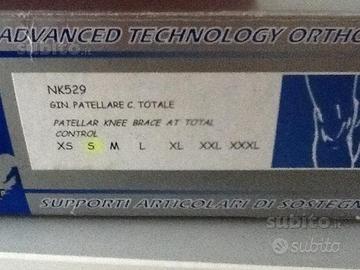 ADVANCED TECHNOLOGY ORTHO
NK529
GIN. PATELLARE C. TOTALE
PATELLAR KNEE BRACE AT TOTAL
CONTROL
XS S M L XL XXL XXXL
SUPPORTI ARTICOLARI DI SOSTEGN
subito